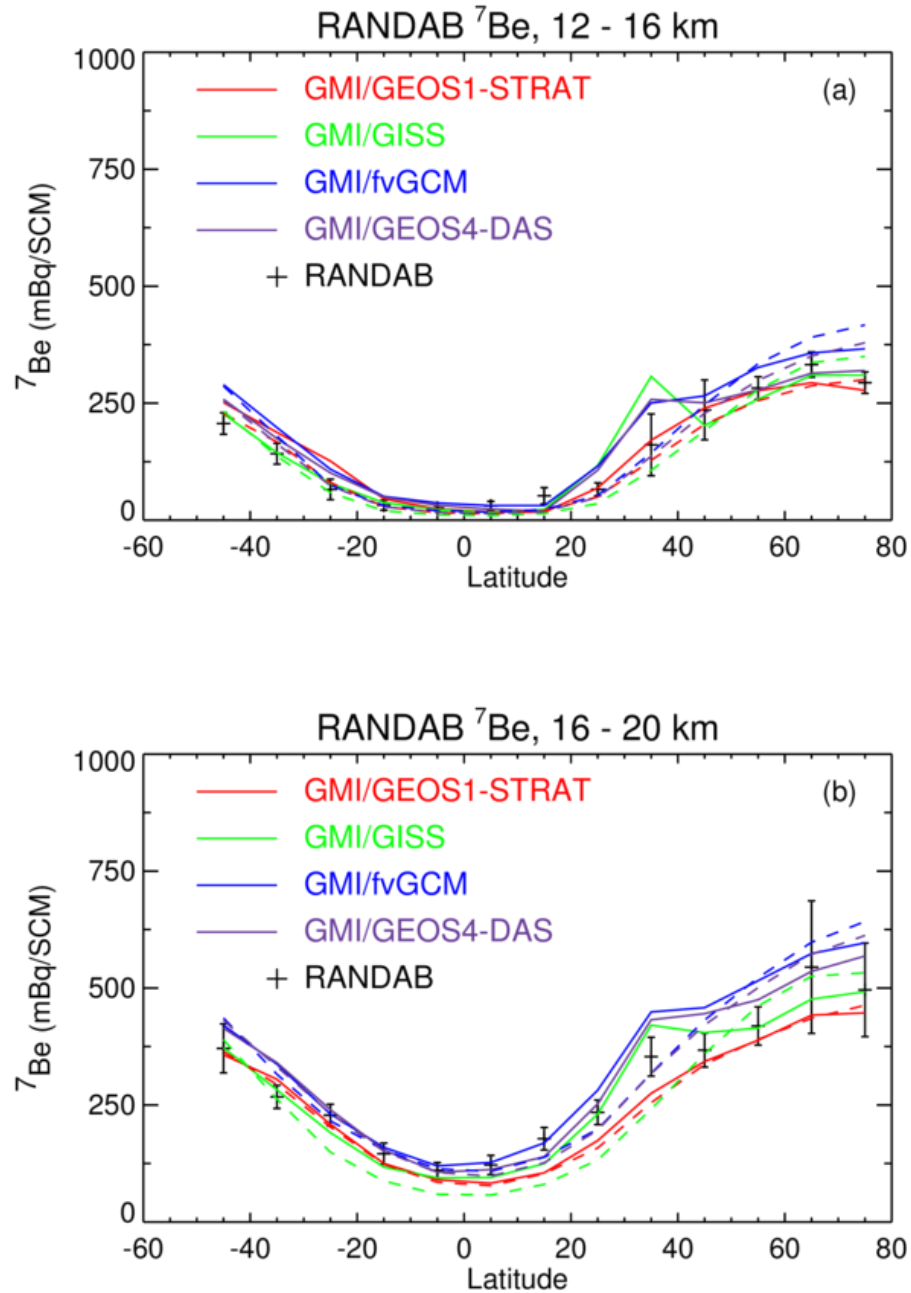 RANDAB ⁷Be, 12 - 16 km
1000
750
500
250
0
⁷Be (mBq/SCM)
GMI/GEOS1-STRAT
GMI/GISS
GMI/fvGCM
GMI/GEOS4-DAS
RANDAB
(a)
-60 -40 -20 0 20 40 60 80
Latitude
RANDAB ⁷Be, 16 - 20 km
1000
750
500
250
0
⁷Be (mBq/SCM)
GMI/GEOS1-STRAT
GMI/GISS
GMI/fvGCM
GMI/GEOS4-DAS
RANDAB
(b)
-60 -40 -20 0 20 40 60 80
Latitude